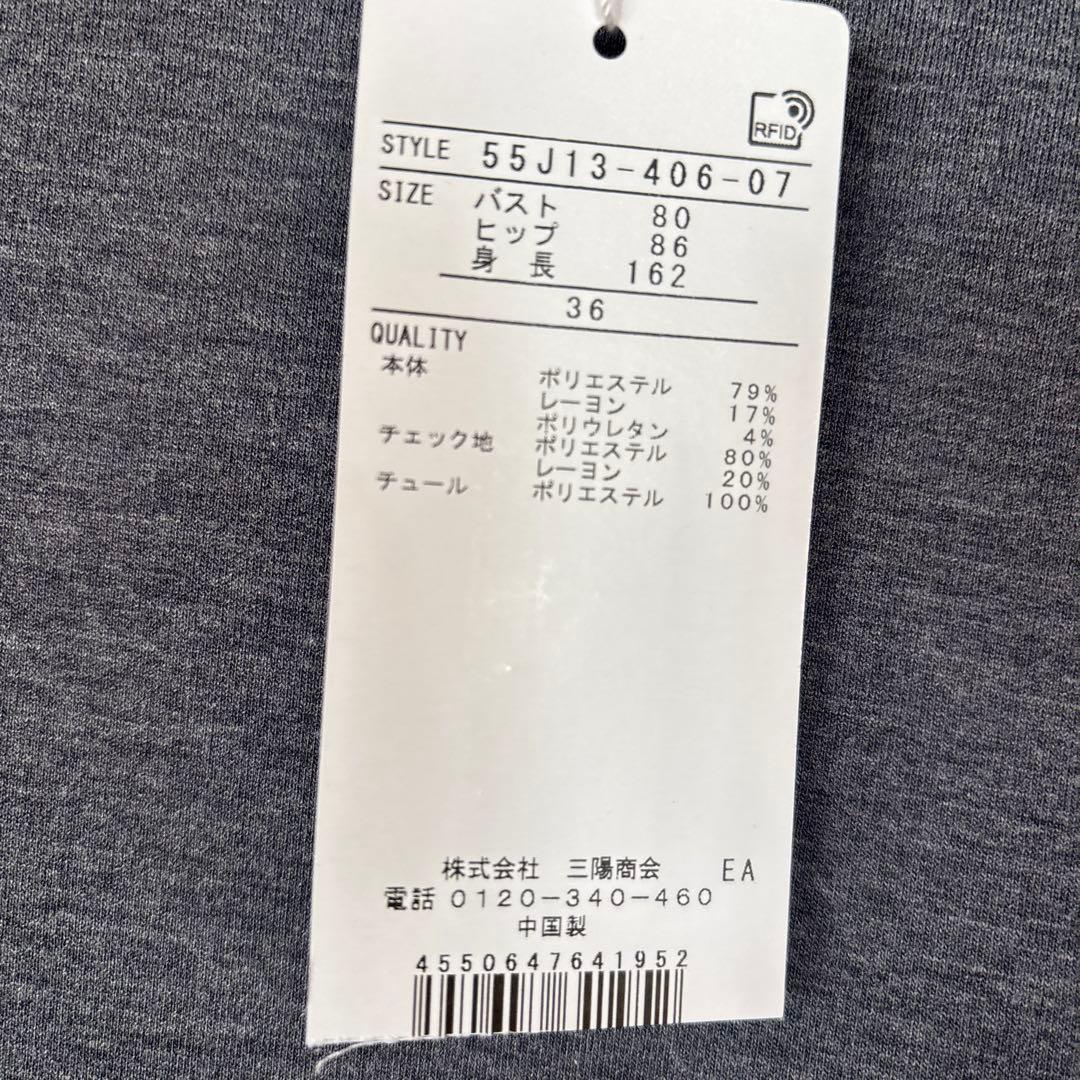 RFID
STYLE 55J13-406-07
SIZE バスト 80
ヒップ 86
身 長 162
36
QUALITY
本体 ポリエステル 79%
レーヨン 17%
ポリウレタン 4%
チェック地 ポリエステル 80%
レーヨン 20%
チュール ポリエステル 100%
株式会社 三陽商会 EA
電話 0120-340-460
中国製
4550647641952